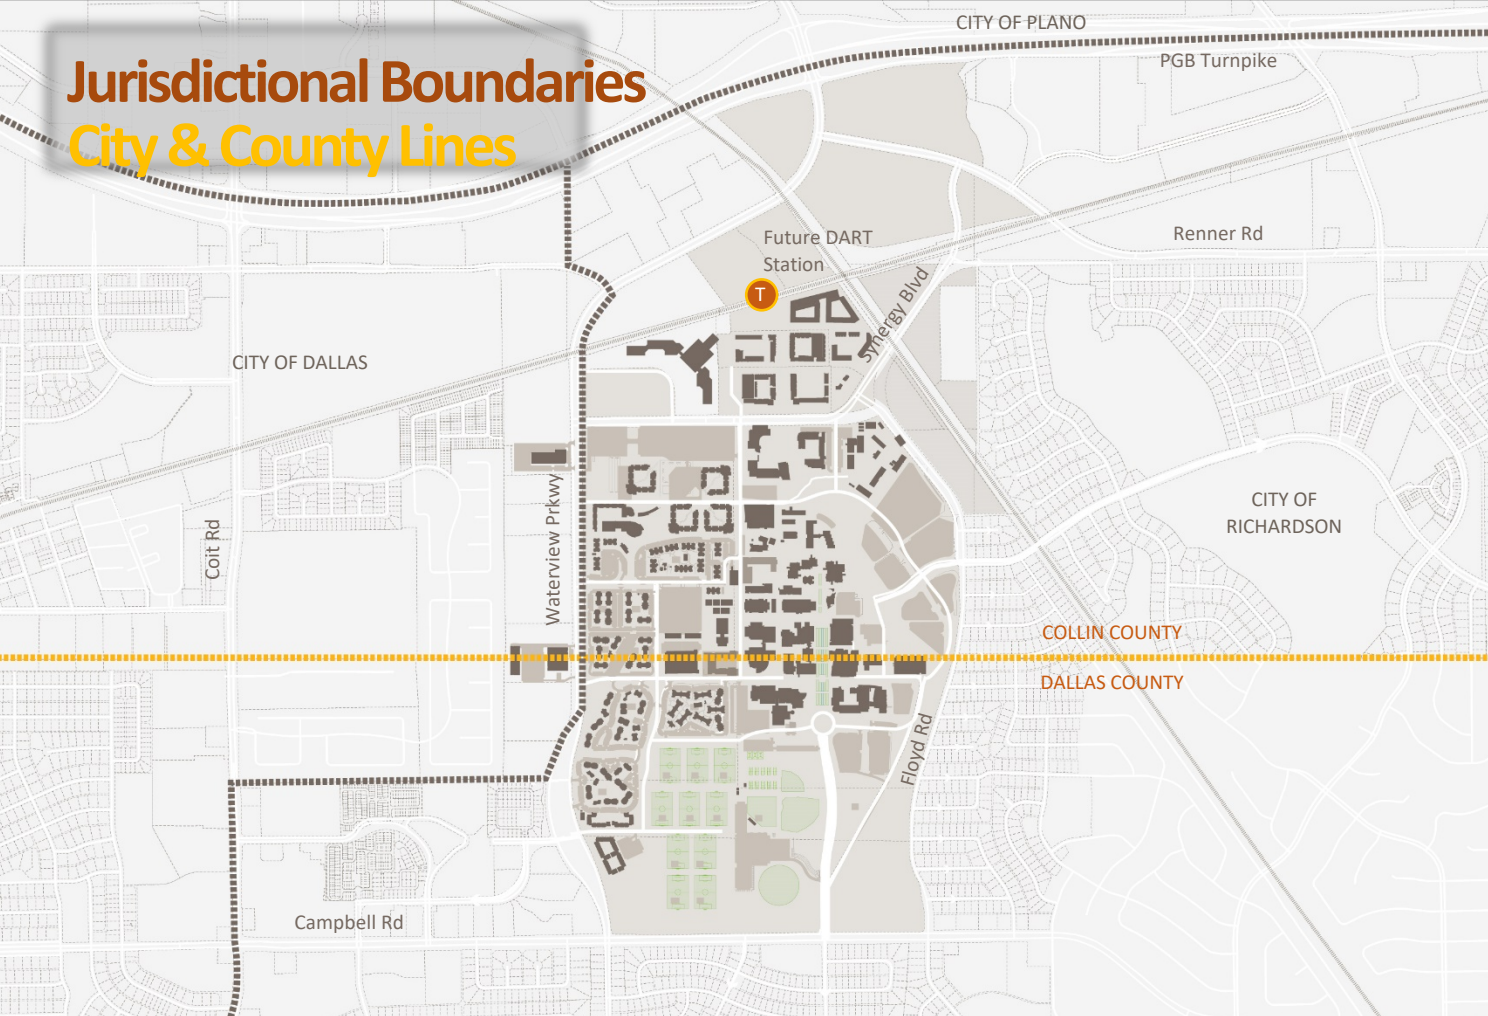 Jurisdictional Boundaries
City & County Lines
CITY OF PLANO
PGB Turnpike
Renner Rd
Future DART
Station
T
Synergy Blvd
CITY OF DALLAS
Coit Rd
Waterview Prkwy
CITY OF
RICHARDSON
COLLIN COUNTY
DALLAS COUNTY
Floyd Rd
Campbell Rd